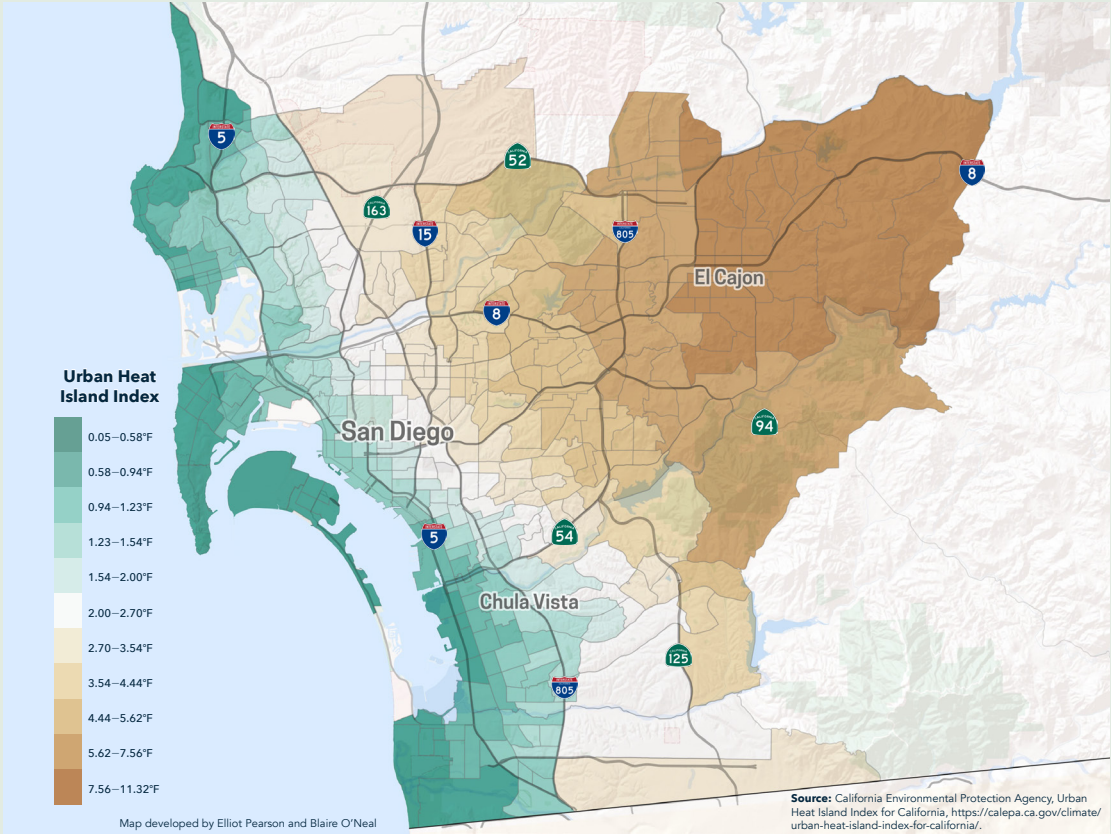 5
52
8
163
15
805
El Cajon
8
Urban Heat
Island Index
0.05–0.58°F
0.58–0.94°F
0.94–1.23°F
1.23–1.54°F
1.54–2.00°F
2.00–2.70°F
2.70–3.54°F
3.54–4.44°F
4.44–5.62°F
5.62–7.56°F
7.56–11.32°F
San Diego
94
5
54
Chula Vista
125
805
Map developed by Elliot Pearson and Blaire O’Neal
Source: California Environmental Protection Agency, Urban
Heat Island Index for California, https://calepa.ca.gov/climate/
urban-heat-island-index-for-california/.